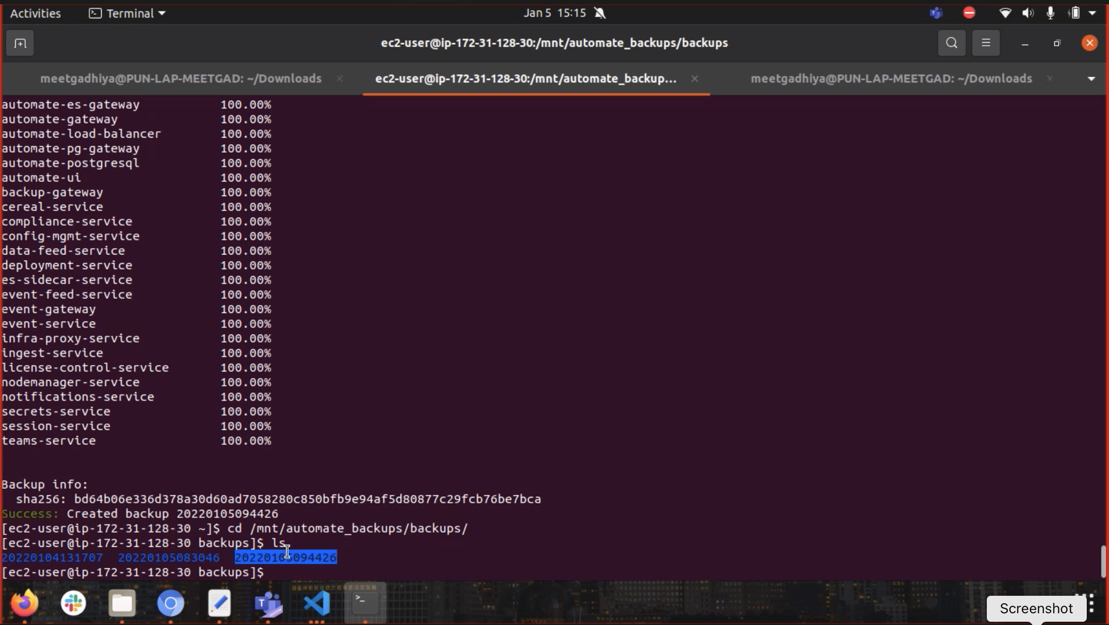 Activities Terminal Jan 5 15:15
ec2-user@ip-172-31-128-30:/mnt/automate_backups/backups
meetgadhiya@PUN-LAP-MEETGAD: ~/Downloads ec2-user@ip-172-31-128-30:/mnt/automate_backup... meetgadhiya@PUN-LAP-MEETGAD: ~/Downloads
automate-es-gateway 100.00%
automate-gateway 100.00%
automate-load-balancer 100.00%
automate-pg-gateway 100.00%
automate-postgresql 100.00%
automate-ui 100.00%
backup-gateway 100.00%
cereal-service 100.00%
compliance-service 100.00%
config-mgmt-service 100.00%
data-feed-service 100.00%
deployment-service 100.00%
es-sidecar-service 100.00%
event-feed-service 100.00%
event-gateway 100.00%
event-service 100.00%
infra-proxy-service 100.00%
ingest-service 100.00%
license-control-service 100.00%
nodemanager-service 100.00%
notifications-service 100.00%
secrets-service 100.00%
session-service 100.00%
teams-service 100.00%
Backup info:
sha256: bd64b06e336d378a30d60ad7058280c850bfb9e94af5d80877c29fcb76be7bca
Success: Created backup 20220105094426
[ec2-user@ip-172-31-128-30 ~]$ cd /mnt/automate_backups/backups/
[ec2-user@ip-172-31-128-30 backups]$ ls
20220104131707 20220105083046 20220105094426
[ec2-user@ip-172-31-128-30 backups]$
Screenshot